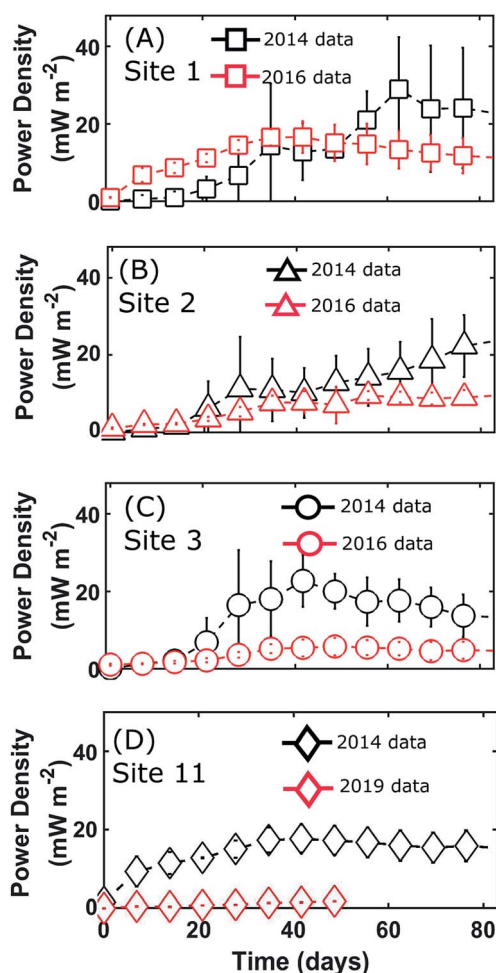 (A)
Site 1
2014 data
2016 data
Power Density
(mW m⁻²)
40
20
0
(B)
Site 2
2014 data
2016 data
Power Density
(mW m⁻²)
40
20
0
(C)
Site 3
2014 data
2016 data
Power Density
(mW m⁻²)
40
20
0
(D)
Site 11
2014 data
2019 data
Power Density
(mW m⁻²)
40
20
0
0 20 40 60 80
Time (days)